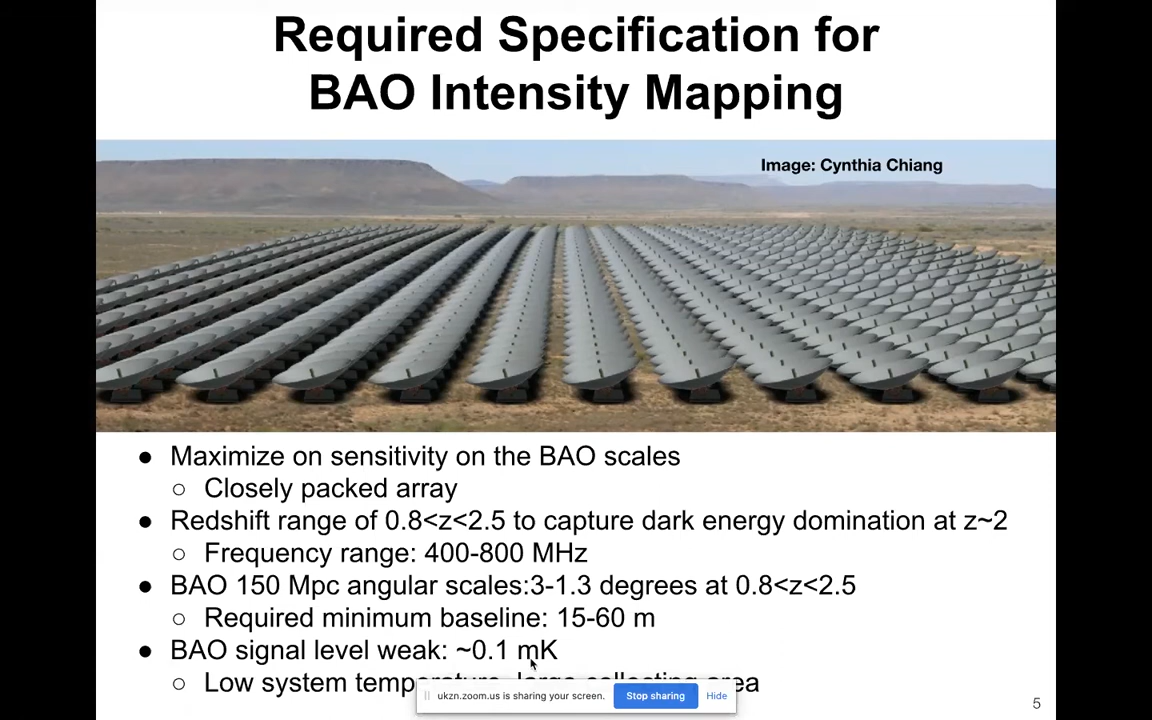 Required Specification for
BAO Intensity Mapping
Image: Cynthia Chiang
● Maximize on sensitivity on the BAO scales
○ Closely packed array
● Redshift range of 0.8<z<2.5 to capture dark energy domination at z~2
○ Frequency range: 400-800 MHz
● BAO 150 Mpc angular scales:3-1.3 degrees at 0.8<z<2.5
○ Required minimum baseline: 15-60 m
● BAO signal level weak: ~0.1 mK
○ Low system temperature, large collecting area
ukzn.zoom.us is sharing your screen.
Stop sharing
Hide
5